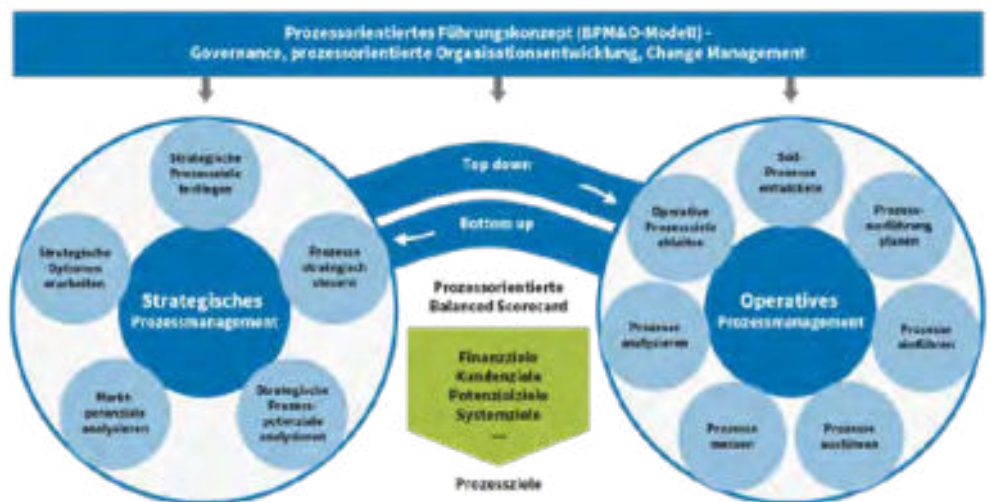 Prozessorientiertes Führungskonzept (BPM&O-Modell) -
Governance, prozessorientierte Organisationsentwicklung, Change Management
Strategische
Prozessziele
festlegen
Strategische
Optionen
erarbeiten
Prozesse
strategisch
steuern
Strategisches
Prozessmanagement
Markt-
potenziale
analysieren
Strategische
Prozess-
potenziale
analysieren
Top down
Bottom up
Prozessorientierte
Balanced Scorecard
Finanzziele
Kundenziele
Potenzialziele
Systemziele
...
Prozessziele
Soll-
Prozesse
entwickeln
Operative
Prozessziele
ableiten
Prozess-
einführung
planen
Operatives
Prozessmanagement
Prozesse
analysieren
Prozesse
einführen
Prozesse
messen
Prozesse
ausführen